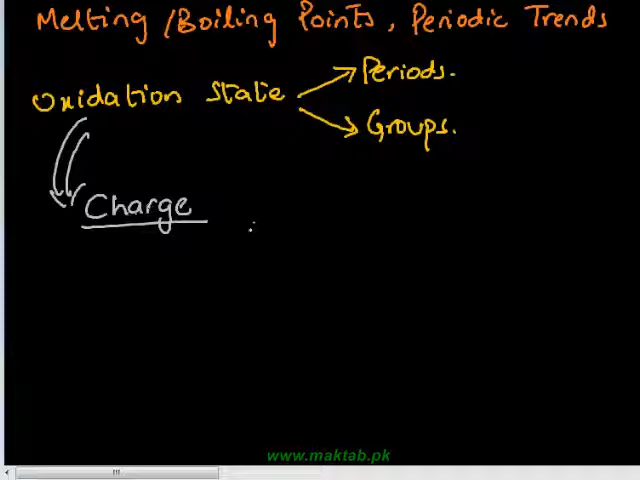 Melting /Boiling Points, Periodic Trends
Oxidation State
Periods.
Groups.
Charge
www.maktab.pk